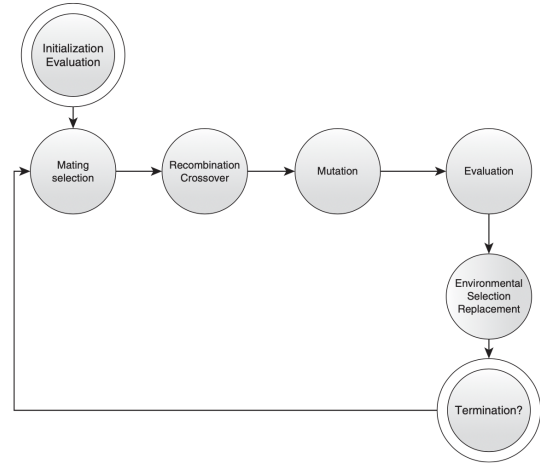 Initialization
Evaluation
Mating
selection
Recombination
Crossover
Mutation
Evaluation
Environmental
Selection
Replacement
Termination?